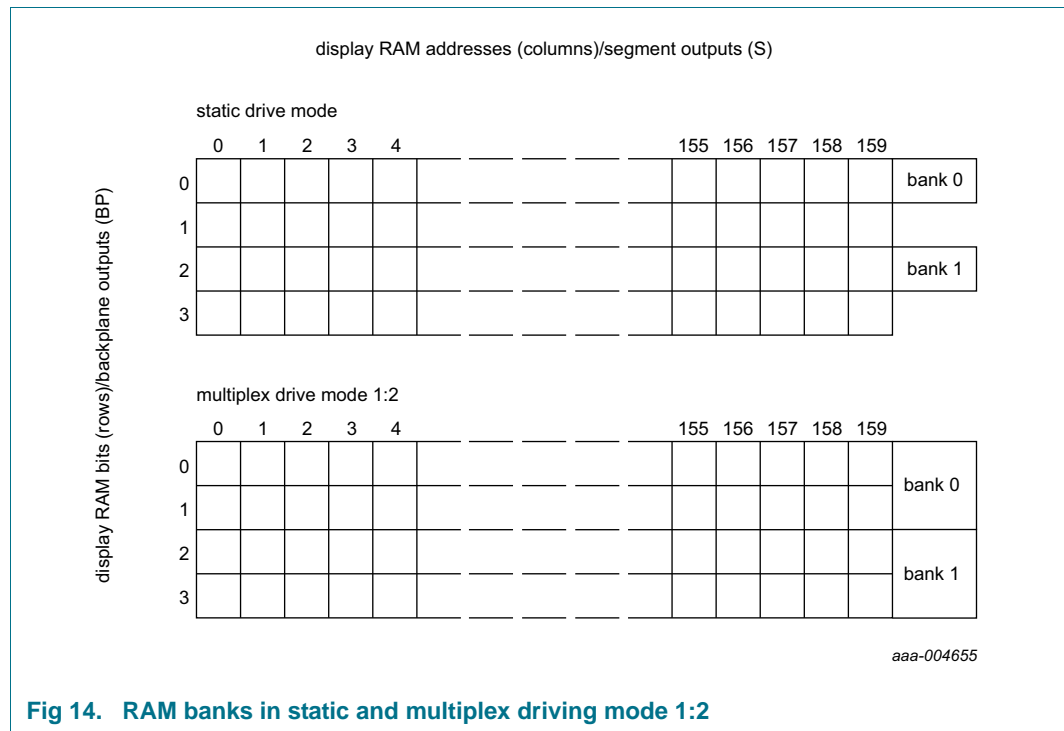 display RAM addresses (columns)/segment outputs (S)
display RAM bits (rows)/backplane outputs (BP)
static drive mode
0 1 2 3 4 155 156 157 158 159
0 bank 0
1
2 bank 1
3
multiplex drive mode 1:2
0 1 2 3 4 155 156 157 158 159
0
bank 0
1
2
bank 1
3
aaa-004655
Fig 14. RAM banks in static and multiplex driving mode 1:2